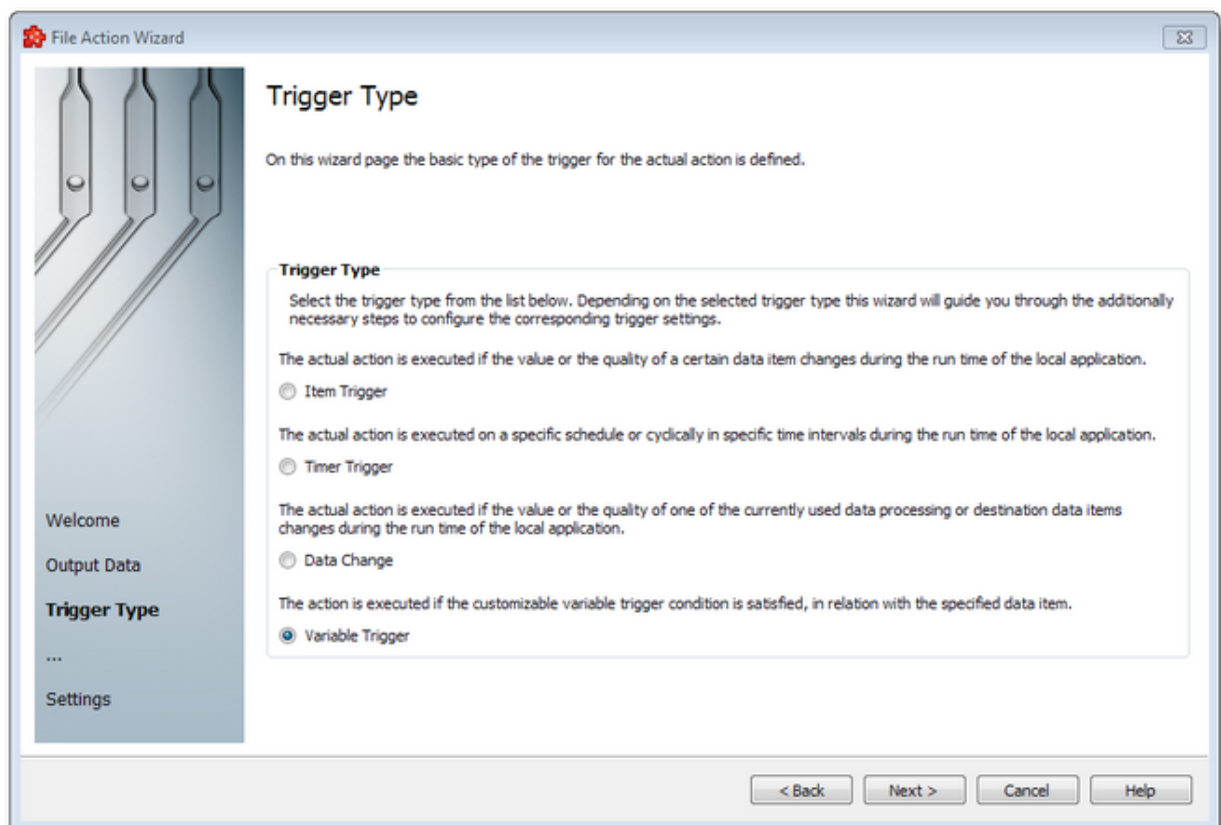 File Action Wizard
Trigger Type
On this wizard page the basic type of the trigger for the actual action is defined.
Trigger Type
Select the trigger type from the list below. Depending on the selected trigger type this wizard will guide you through the additionally
necessary steps to configure the corresponding trigger settings.
The actual action is executed if the value or the quality of a certain data item changes during the run time of the local application.
Item Trigger
The actual action is executed on a specific schedule or cyclically in specific time intervals during the run time of the local application.
Timer Trigger
The actual action is executed if the value or the quality of one of the currently used data processing or destination data items
changes during the run time of the local application.
Data Change
The action is executed if the customizable variable trigger condition is satisfied, in relation with the specified data item.
Variable Trigger
Welcome
Output Data
Trigger Type
...
Settings
< Back
Next >
Cancel
Help